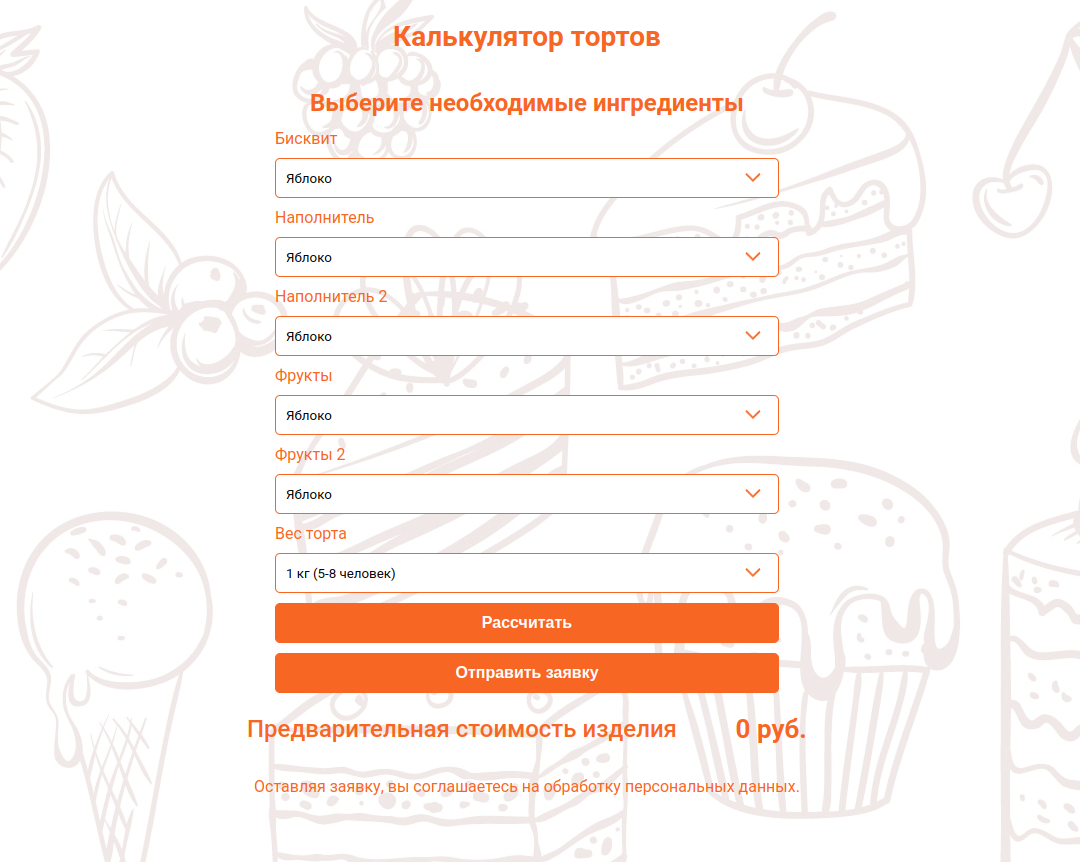 Калькулятор тортов
Выберите необходимые ингредиенты
Бисквит
Яблоко
Наполнитель
Яблоко
Наполнитель 2
Яблоко
Фрукты
Яблоко
Фрукты 2
Яблоко
Вес торта
1 кг (5-8 человек)
Рассчитать
Отправить заявку
Предварительная стоимость изделия 0 руб.
Оставляя заявку, вы соглашаетесь на обработку персональных данных.